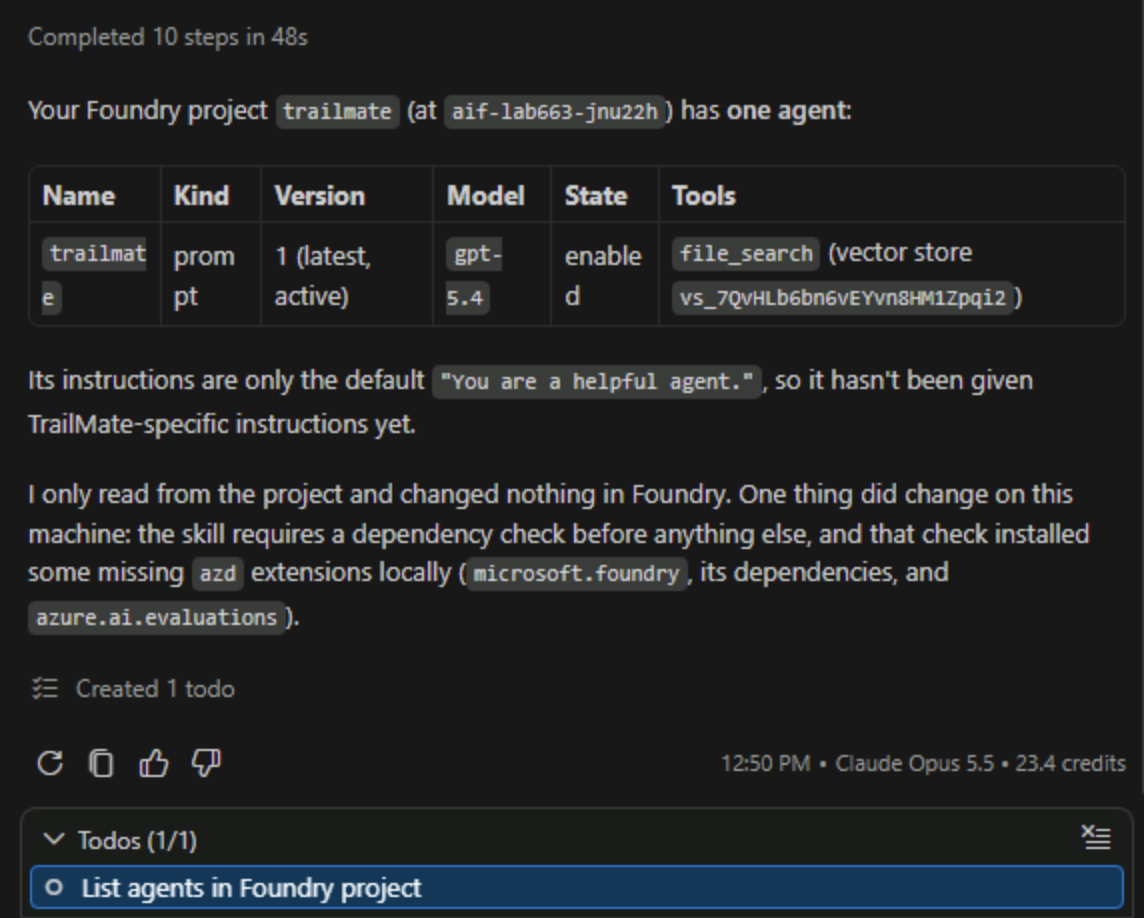 Completed 10 steps in 48s
Your Foundry project trailmate (at aif-lab663-jnu22h) has one agent:
Name Kind Version Model State Tools
trailmat prom 1 (latest, gpt- enable file_search (vector store
e pt active) 5.4 d vs_7QvHLb6bn6vEYvn8HM1Zpqi2)
Its instructions are only the default "You are a helpful agent.", so it hasn't been given
TrailMate-specific instructions yet.
I only read from the project and changed nothing in Foundry. One thing did change on this
machine: the skill requires a dependency check before anything else, and that check installed
some missing azd extensions locally (microsoft.foundry, its dependencies, and
azure.ai.evaluations).
Created 1 todo
12:50 PM • Claude Opus 5.5 • 23.4 credits
Todos (1/1)
List agents in Foundry project